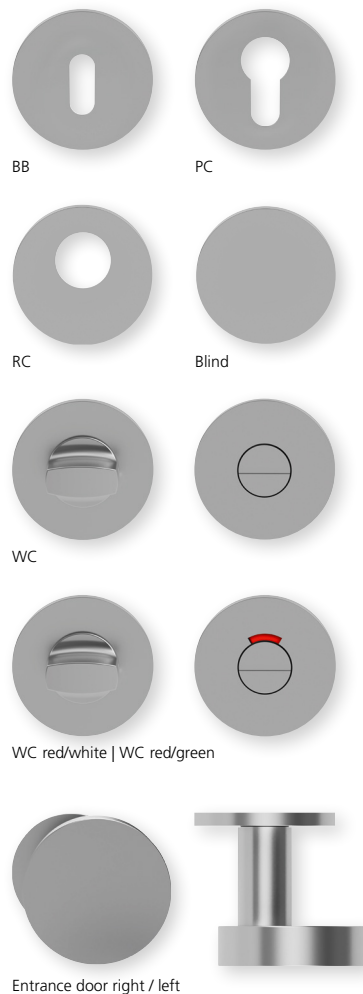 BB
PC
RC
Blind
WC
WC red/white | WC red/green
Entrance door right / left